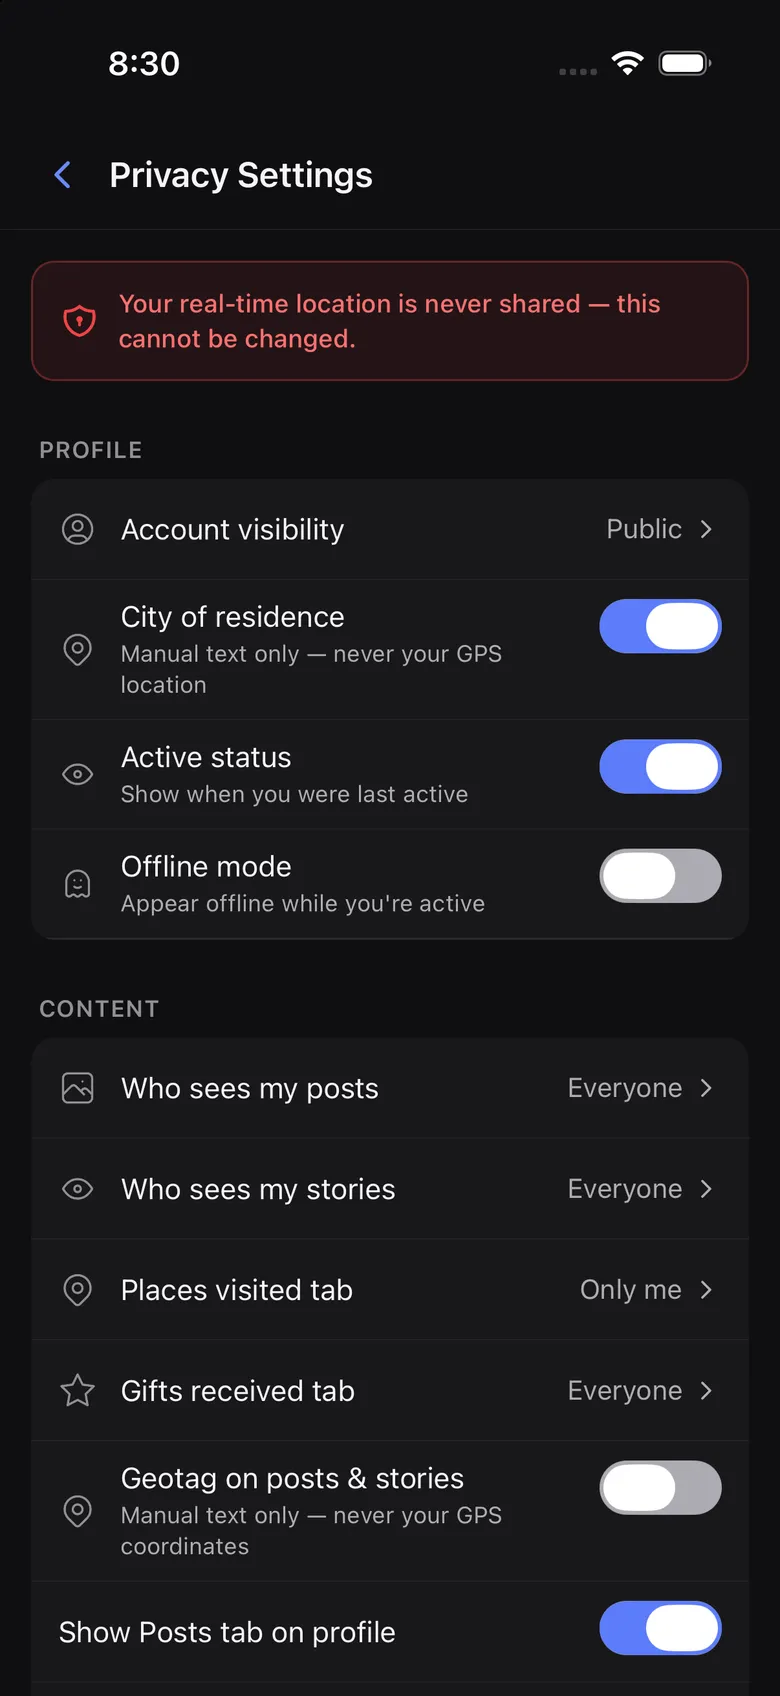 8:30
Privacy Settings
Your real-time location is never shared — this
cannot be changed.
PROFILE
Account visibility
Public
City of residence
Manual text only — never your GPS
location
Active status
Show when you were last active
Offline mode
Appear offline while you're active
CONTENT
Who sees my posts
Everyone
Who sees my stories
Everyone
Places visited tab
Only me
Gifts received tab
Everyone
Geotag on posts & stories
Manual text only — never your GPS
coordinates
Show Posts tab on profile